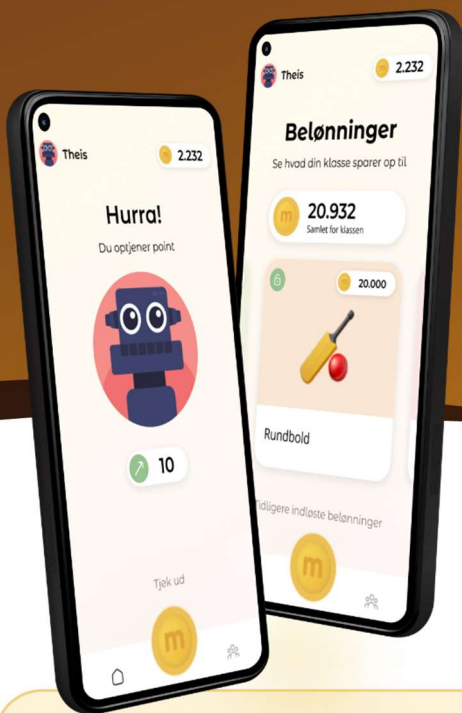 Theis
2.232
Hurra!
Du optjener point
10
Tjek ud
m
Theis
2.232
Belønninger
Se hvad din klasse sparer op til
m
20.932
Samlet for klassen
20.000
Rundbold
Tidligere indløste belønninger
m